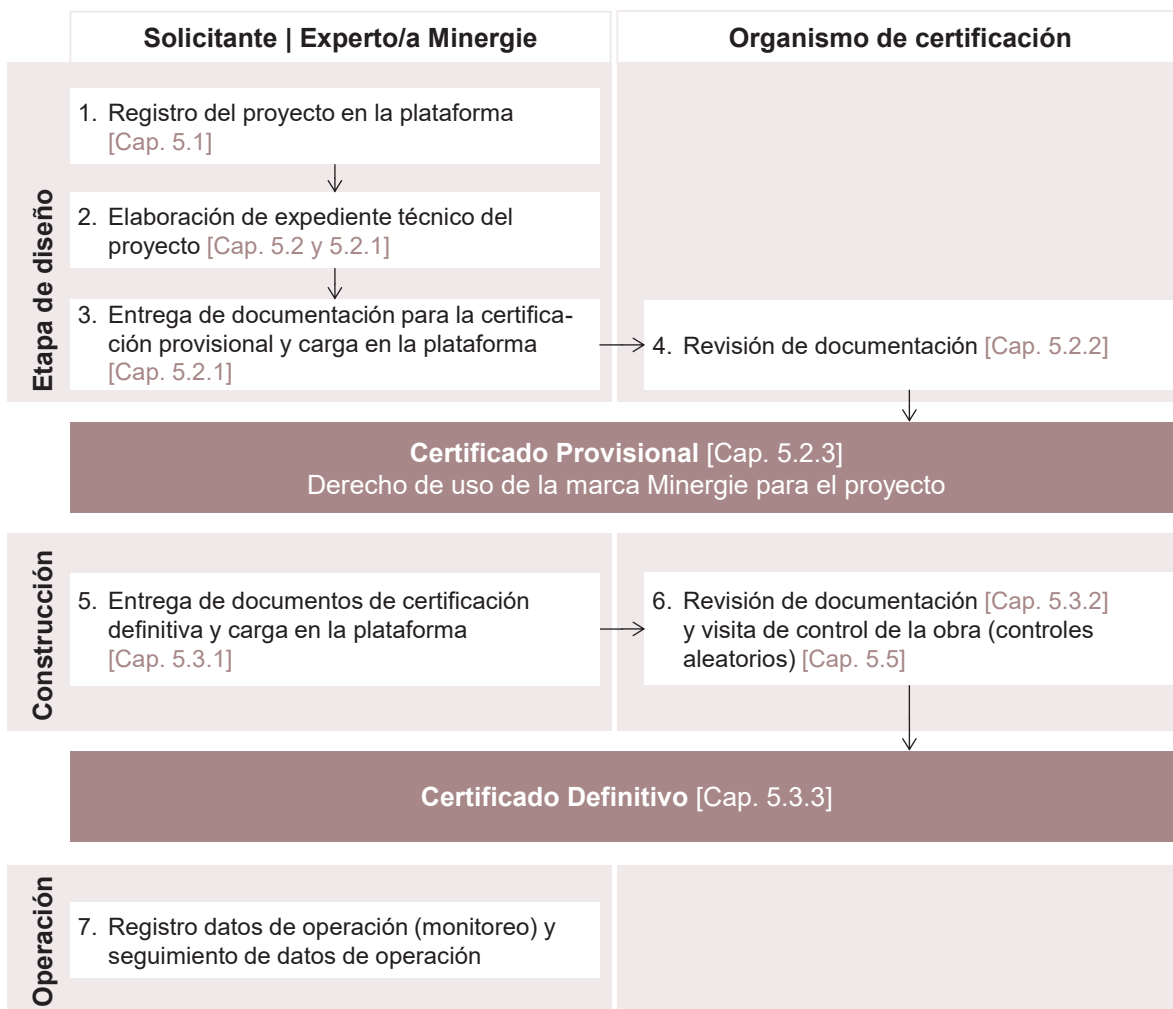 Solicitante | Experto/a Minergie
Organismo de certificación
Etapa de diseño
1. Registro del proyecto en la plataforma
[Cap. 5.1]
2. Elaboración de expediente técnico del
proyecto [Cap. 5.2 y 5.2.1]
3. Entrega de documentación para la certifica-
ción provisional y carga en la plataforma
[Cap. 5.2.1]
4. Revisión de documentación [Cap. 5.2.2]
Certificado Provisional [Cap. 5.2.3]
Derecho de uso de la marca Minergie para el proyecto
Construcción
5. Entrega de documentos de certificación
definitiva y carga en la plataforma
[Cap. 5.3.1]
6. Revisión de documentación [Cap. 5.3.2]
y visita de control de la obra (controles
aleatorios) [Cap. 5.5]
Certificado Definitivo [Cap. 5.3.3]
Operación
7. Registro datos de operación (monitoreo) y
seguimiento de datos de operación